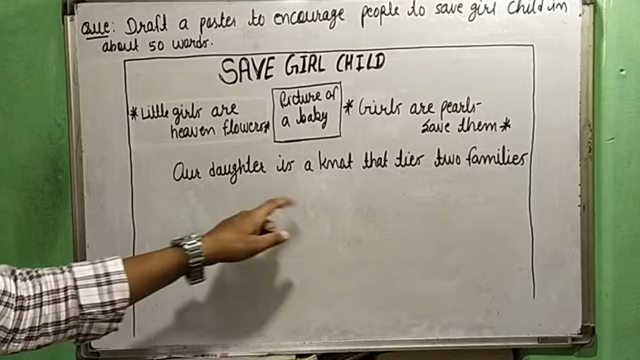 Que: Draft a poster to encourage people to save girl child in
about 50 words.
SAVE GIRL CHILD
*Little girls are
heaven flowers*
Picture of
a baby
* Girls are pearls-
save them*
Our daughter is a knot that ties two families